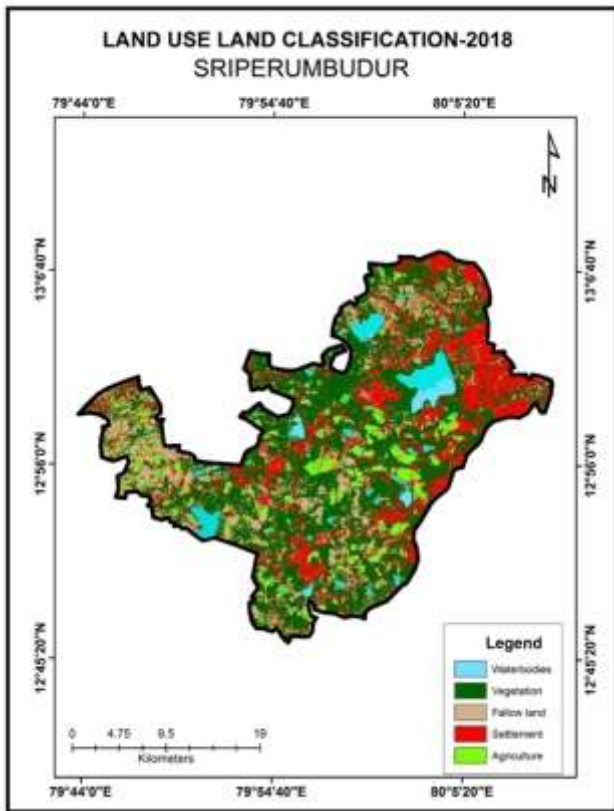 LAND USE LAND CLASSIFICATION-2018
SRIPERUMBUDUR
79°44'0"E 79°54'40"E 80°5'20"E
N
13°6'40"N 13°6'40"N
12°56'0"N 12°56'0"N
12°45'20"N 12°45'20"N
Legend
Waterbodies
Vegetation
Fallow land
Settlement
Agriculture
0 4.75 9.5 19
Kilometers
79°44'0"E 79°54'40"E 80°5'20"E